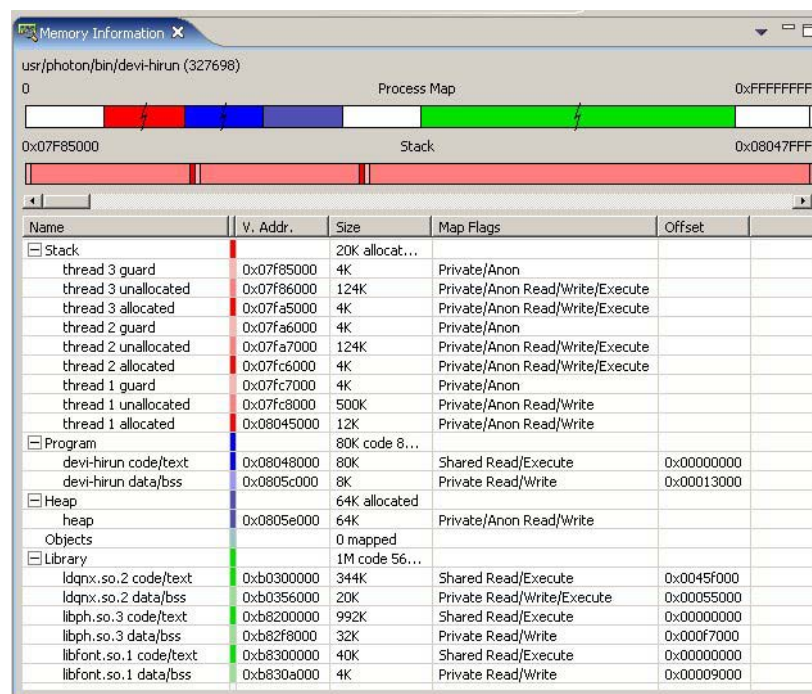 Memory Information
usr/photon/bin/devi-hirun (327698)
0 Process Map 0xFFFFFFFF
0x07F85000 Stack 0x08047FFF
Name V. Addr. Size Map Flags Offset
Stack 20K allocat...
thread 3 guard 0x07f85000 4K Private/Anon
thread 3 unallocated 0x07f86000 124K Private/Anon Read/Write/Execute
thread 3 allocated 0x07fa5000 4K Private/Anon Read/Write/Execute
thread 2 guard 0x07fa6000 4K Private/Anon
thread 2 unallocated 0x07fa7000 124K Private/Anon Read/Write/Execute
thread 2 allocated 0x07fc6000 4K Private/Anon Read/Write/Execute
thread 1 guard 0x07fc7000 4K Private/Anon
thread 1 unallocated 0x07fc8000 500K Private/Anon Read/Write
thread 1 allocated 0x08045000 12K Private/Anon Read/Write
Program 80K code 8...
devi-hirun code/text 0x08048000 80K Shared Read/Execute 0x00000000
devi-hirun data/bss 0x0805c000 8K Private Read/Write 0x00013000
Heap 64K allocated
heap 0x0805e000 64K Private/Anon Read/Write
Objects 0 mapped
Library 1M code 56...
ldqnx.so.2 code/text 0xb0300000 344K Shared Read/Execute 0x0045f000
ldqnx.so.2 data/bss 0xb0356000 20K Private Read/Write/Execute 0x00055000
libph.so.3 code/text 0xb8200000 992K Shared Read/Execute 0x00000000
libph.so.3 data/bss 0xb82f8000 32K Private Read/Write 0x000f7000
libfont.so.1 code/text 0xb8300000 40K Shared Read/Execute 0x00000000
libfont.so.1 data/bss 0xb830a000 4K Private Read/Write 0x00009000